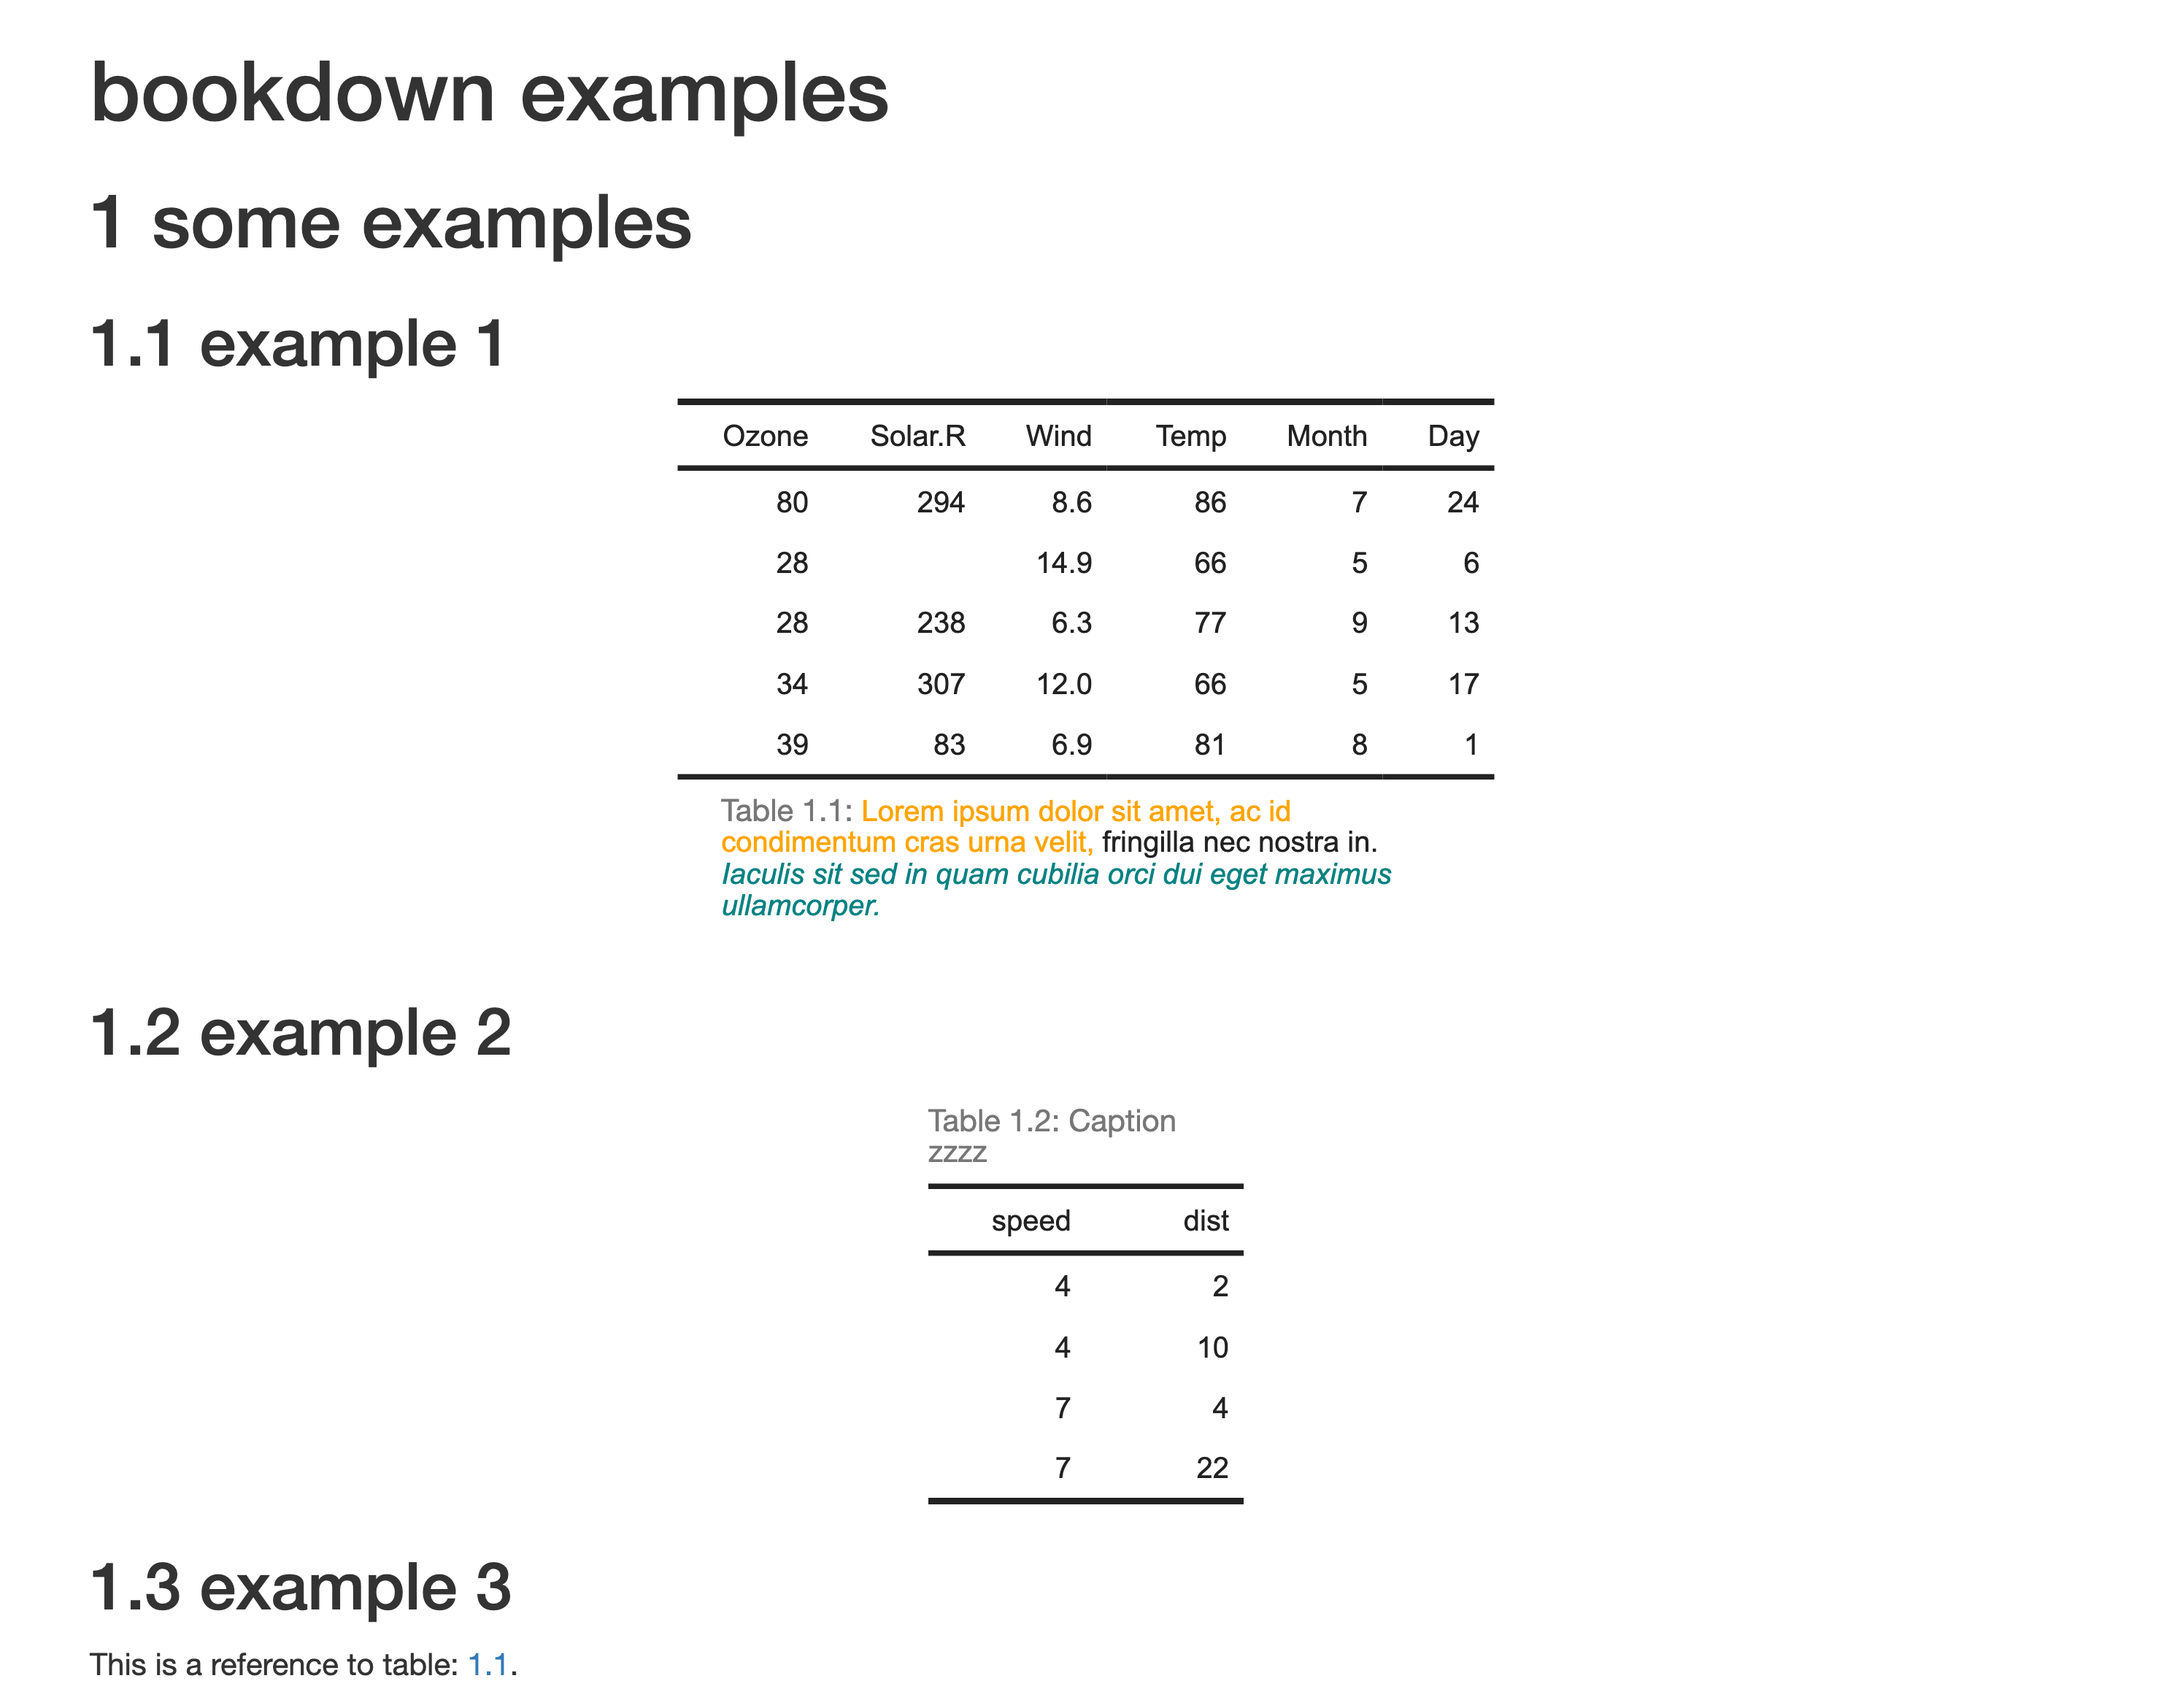 bookdown examples
1 some examples
1.1 example 1
Ozone Solar.R Wind Temp Month Day
80 294 8.6 86 7 24
28 14.9 66 5 6
28 238 6.3 77 9 13
34 307 12.0 66 5 17
39 83 6.9 81 8 1
Table 1.1: Lorem ipsum dolor sit amet, ac id
condimentum cras urna velit, fringilla nec nostra in.
Iaculis sit sed in quam cubilia orci dui eget maximus
ullamcorper.
1.2 example 2
Table 1.2: Caption
zzzz
speed dist
4 2
4 10
7 4
7 22
1.3 example 3
This is a reference to table: 1.1.